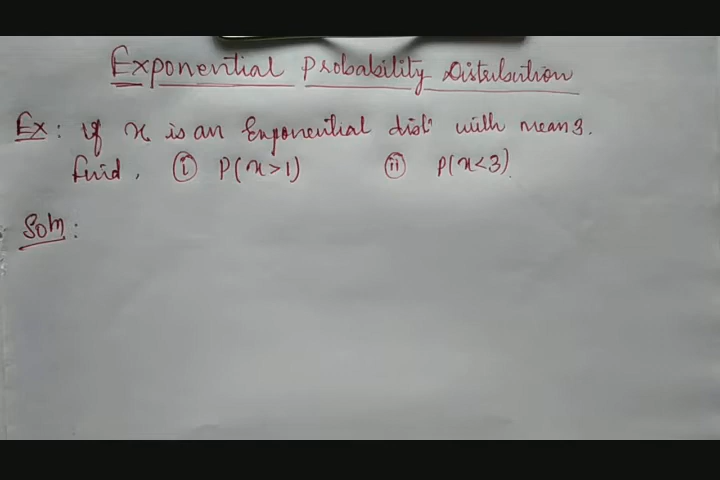 Exponential Probability Distribution
Ex: If x is an Exponential distⁿ with mean 3.
find, (i) P(x>1) (ii) P(x<3).
Soln: